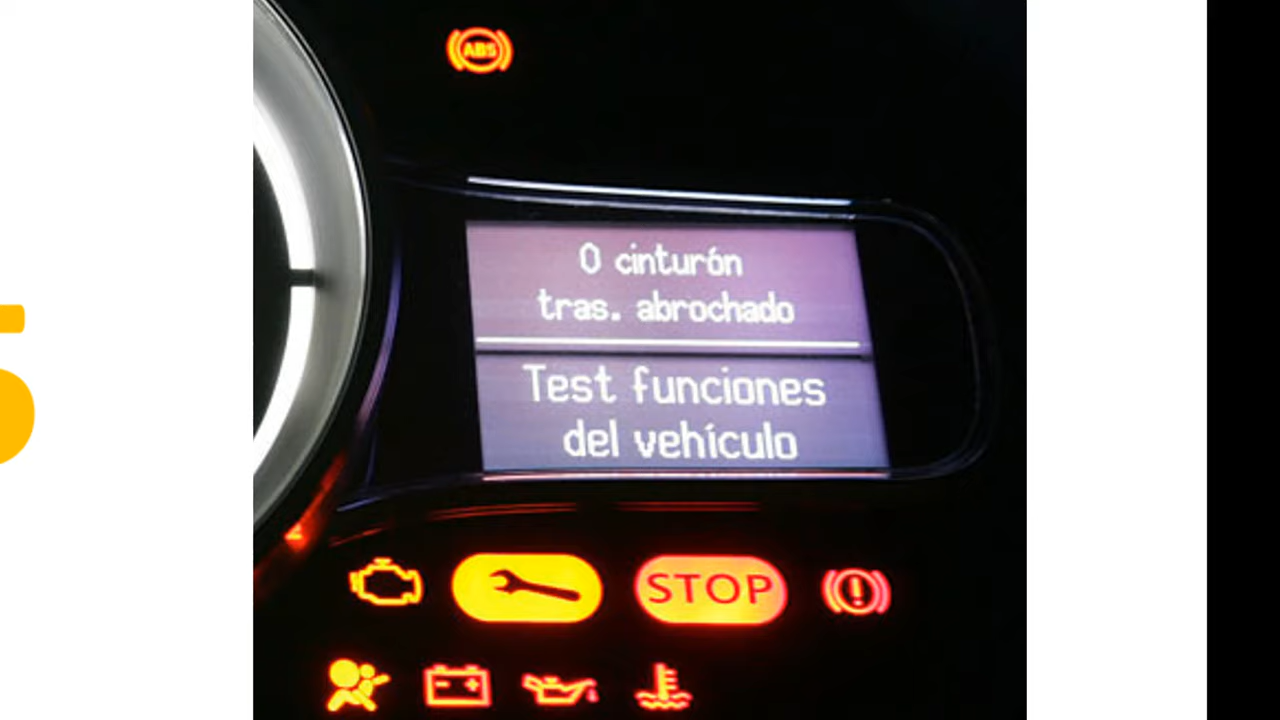 ABS
0 cinturón
tras. abrochado
Test funciones
del vehículo
STOP